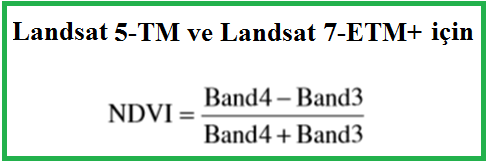 Landsat 5-TM ve Landsat 7-ETM+ için
NDVI = (Band4 – Band3) / (Band4 + Band3)